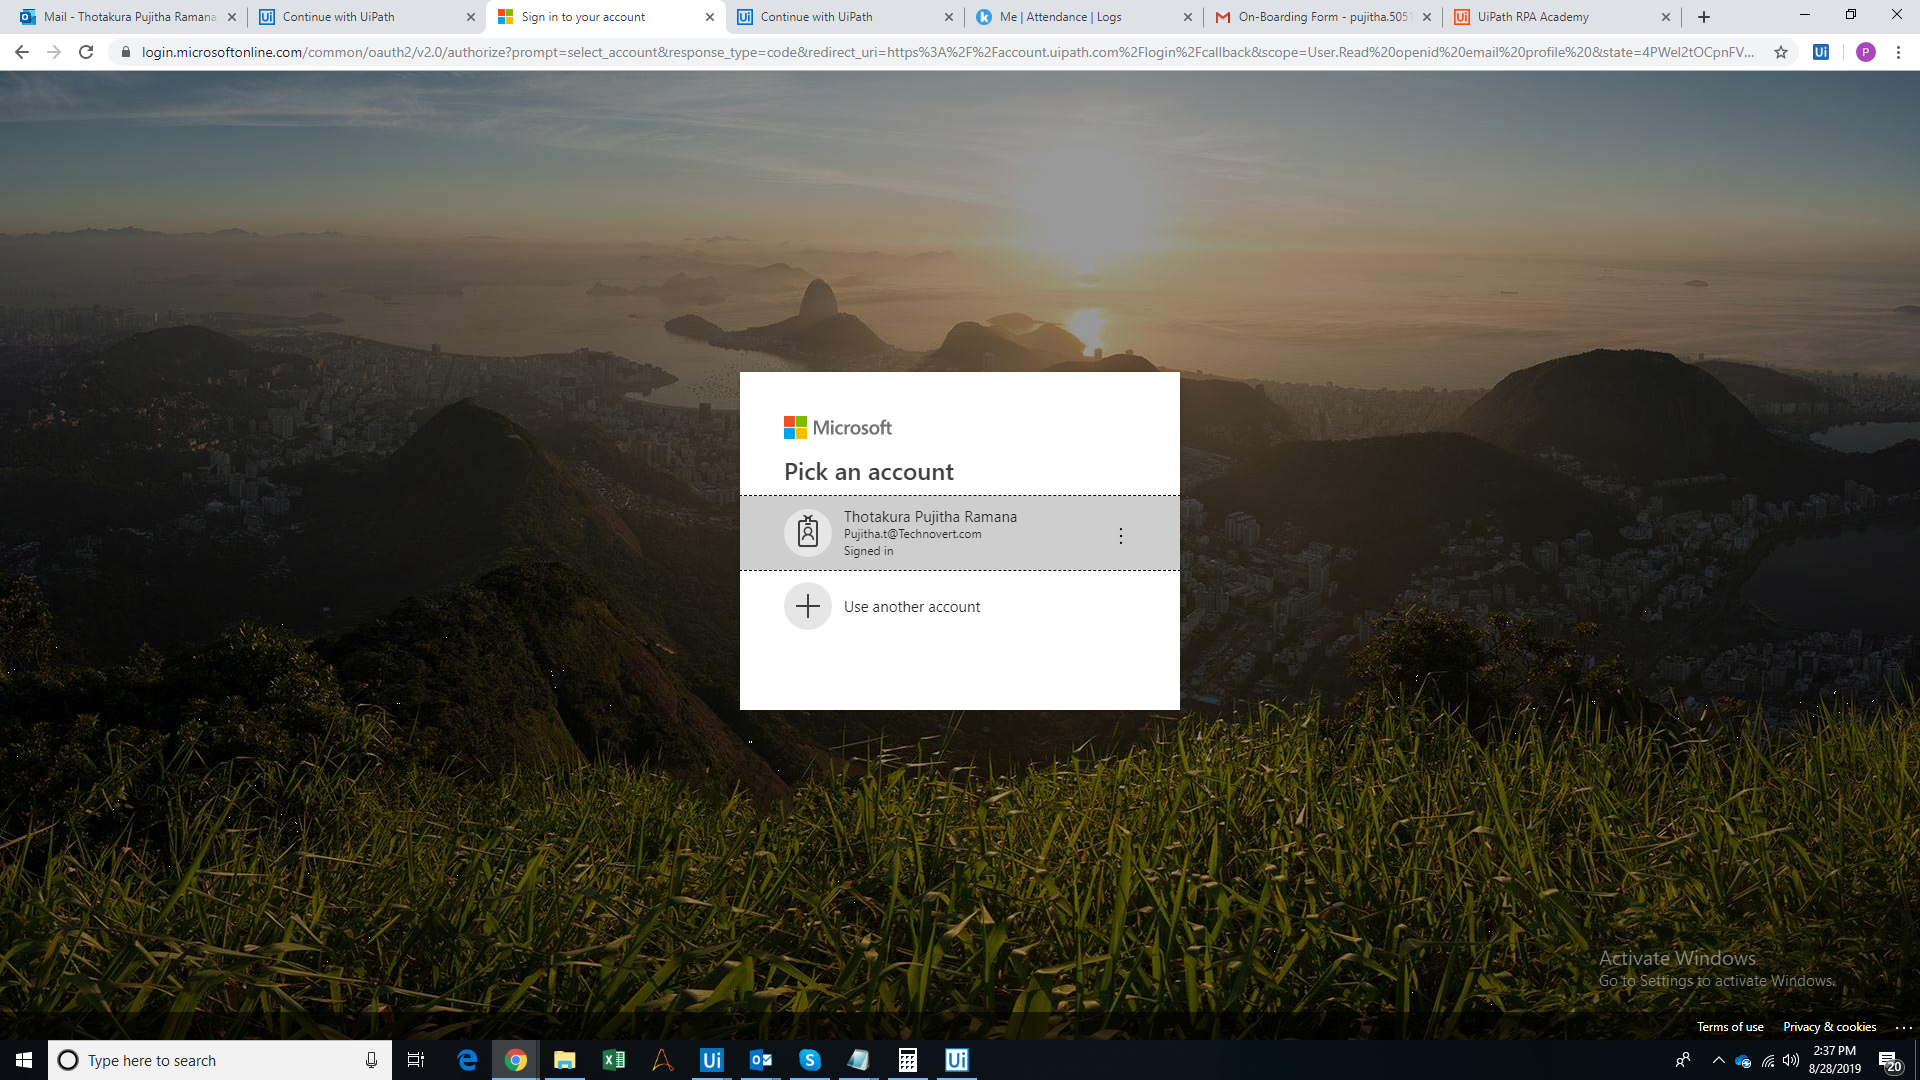 Mail - Thotakura Pujitha Ramana
Continue with UiPath
Sign in to your account
Continue with UiPath
Me | Attendance | Logs
On-Boarding Form - pujitha.5051
UiPath RPA Academy
login.microsoftonline.com/common/oauth2/v2.0/authorize?prompt=select_account&response_type=code&redirect_uri=https%3A%2F%2Faccount.uipath.com%2Flogin%2Fcallback&scope=User.Read%20openid%20email%20profile%20&state=4PWel2tOCpnFV...
Ui
P
Microsoft
Pick an account
Thotakura Pujitha Ramana
Pujitha.t@Technovert.com
Signed in
Use another account
Activate Windows
Go to Settings to activate Windows.
Terms of use
Privacy & cookies
...
Type here to search
Ui
Ui
2:37 PM
8/28/2019
20